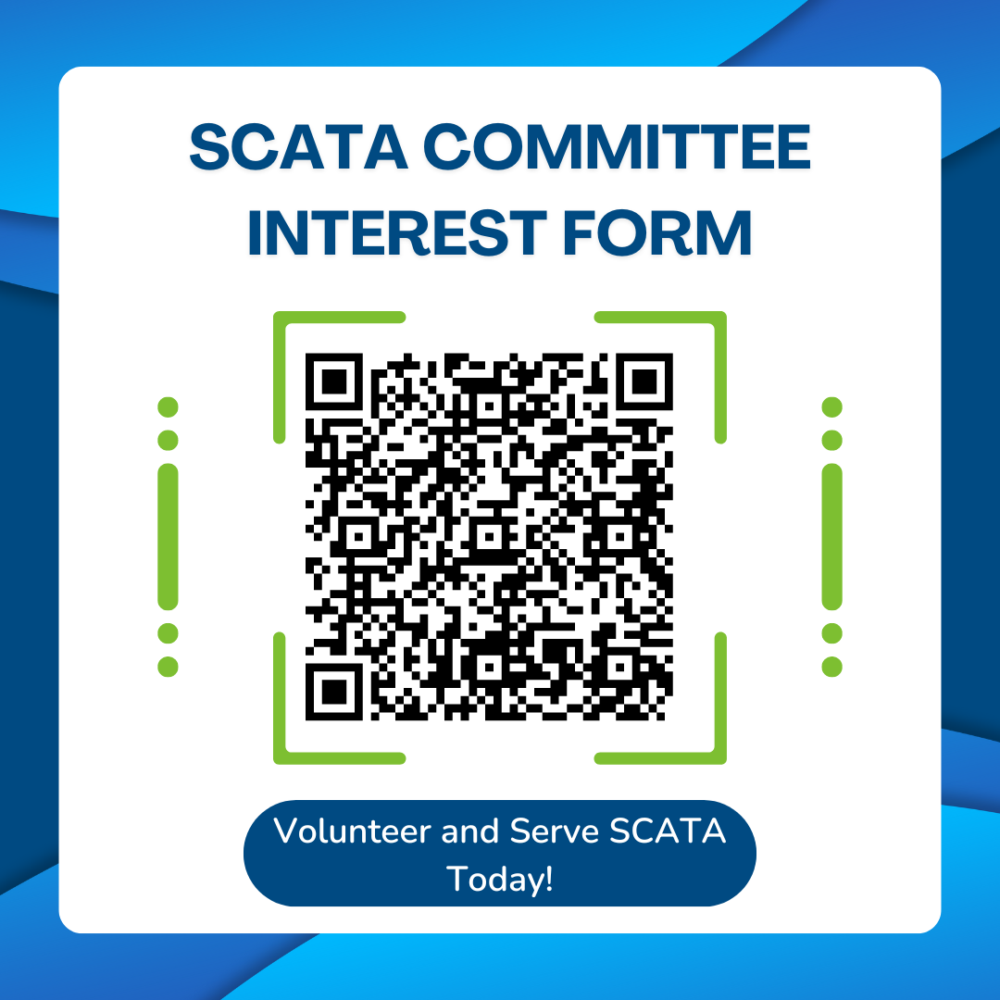 SCATA COMMITTEE
INTEREST FORM
Volunteer and Serve SCATA
Today!